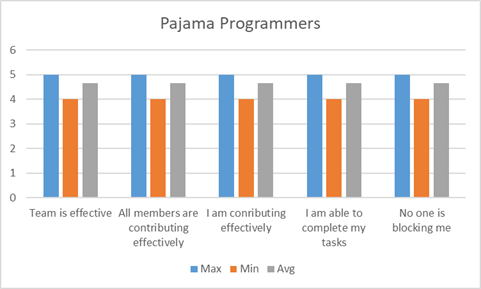 Pajama Programmers
6
5
4
3
2
1
0
Team is effective
All members are
contributing
effectively
I am conributing
effectively
I am able to
complete my
tasks
No one is
blocking me
Max Min Avg